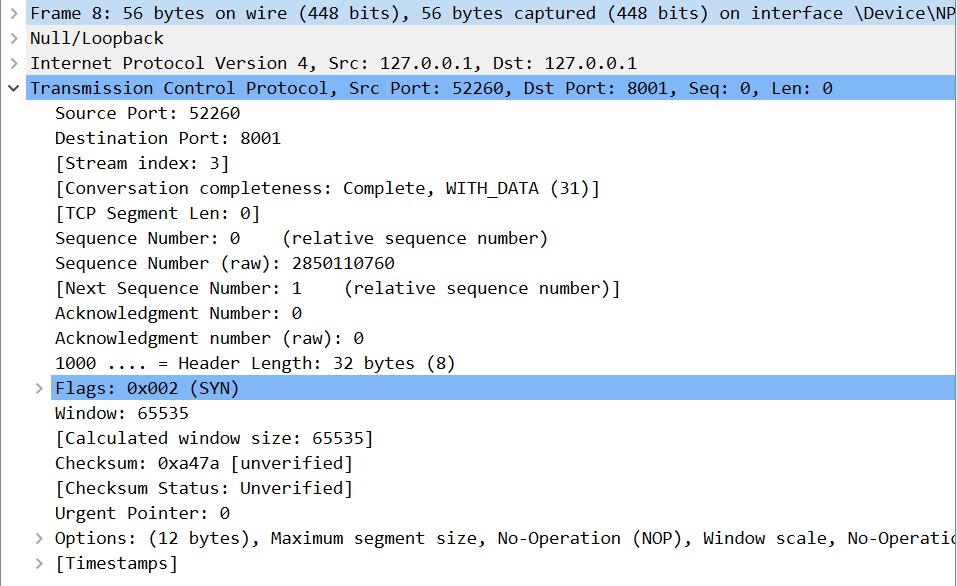 Frame 8: 56 bytes on wire (448 bits), 56 bytes captured (448 bits) on interface \Device\NP
Null/Loopback
Internet Protocol Version 4, Src: 127.0.0.1, Dst: 127.0.0.1
Transmission Control Protocol, Src Port: 52260, Dst Port: 8001, Seq: 0, Len: 0
Source Port: 52260
Destination Port: 8001
[Stream index: 3]
[Conversation completeness: Complete, WITH_DATA (31)]
[TCP Segment Len: 0]
Sequence Number: 0    (relative sequence number)
Sequence Number (raw): 2850110760
[Next Sequence Number: 1    (relative sequence number)]
Acknowledgment Number: 0
Acknowledgment number (raw): 0
1000 .... = Header Length: 32 bytes (8)
Flags: 0x002 (SYN)
Window: 65535
[Calculated window size: 65535]
Checksum: 0xa47a [unverified]
[Checksum Status: Unverified]
Urgent Pointer: 0
Options: (12 bytes), Maximum segment size, No-Operation (NOP), Window scale, No-Operatio
[Timestamps]